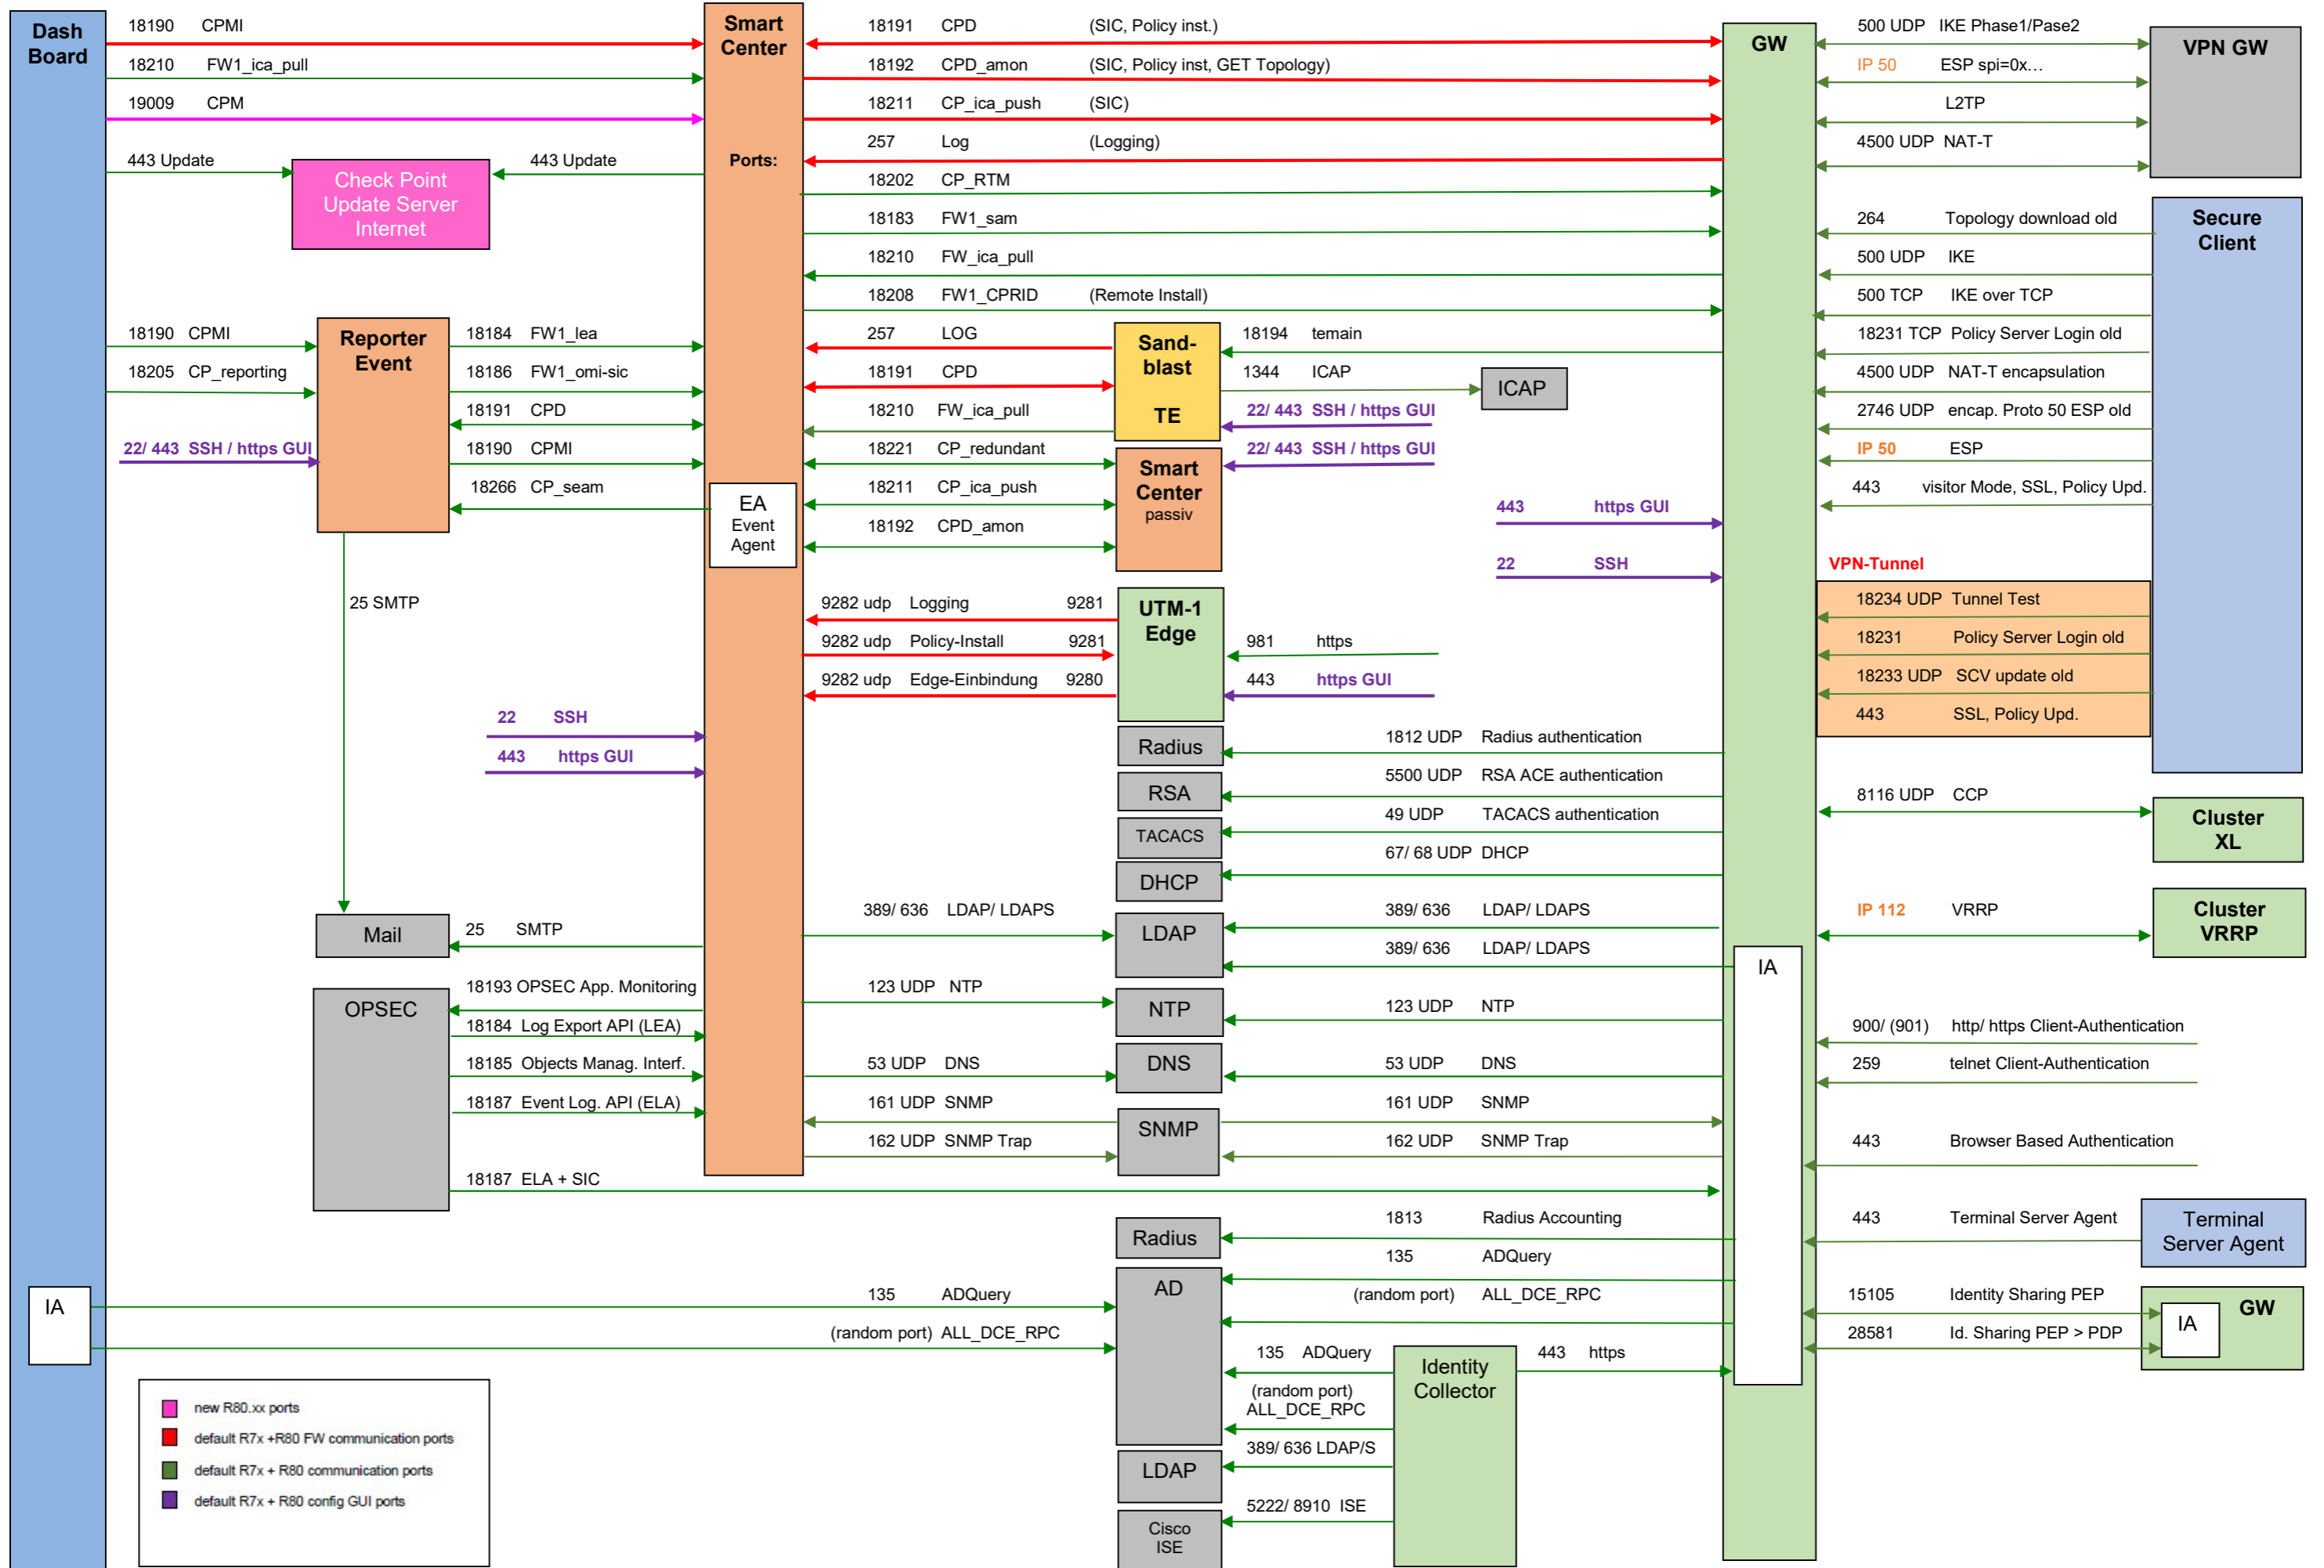 Dash
Board
18190 CPMI
18210 FW1_ica_pull
19009 CPM
443 Update
Check Point
Update Server
Internet
443 Update
Smart
Center
Ports:
18191 CPD (SIC, Policy inst.)
18192 CPD_amon (SIC, Policy inst, GET Topology)
18211 CP_ica_push (SIC)
257 Log (Logging)
18202 CP_RTM
18183 FW1_sam
18210 FW_ica_pull
18208 FW1_CPRID (Remote Install)
GW
500 UDP IKE Phase1/Pase2
IP 50 ESP spi=0x...
L2TP
4500 UDP NAT-T
VPN GW
264 Topology download old
500 UDP IKE
500 TCP IKE over TCP
18231 TCP Policy Server Login old
4500 UDP NAT-T encapsulation
2746 UDP encap. Proto 50 ESP old
IP 50 ESP
443 visitor Mode, SSL, Policy Upd.
Secure
Client
VPN-Tunnel
18234 UDP Tunnel Test
18231 Policy Server Login old
18233 UDP SCV update old
443 SSL, Policy Upd.
18190 CPMI
18205 CP_reporting
22/ 443 SSH / https GUI
Reporter
Event
18184 FW1_lea
18186 FW1_omi-sic
18191 CPD
18190 CPMI
18266 CP_seam
EA
Event
Agent
25 SMTP
257 LOG
18191 CPD
18210 FW_ica_pull
Sand-
blast
TE
18194 temain
1344 ICAP
ICAP
22/ 443 SSH / https GUI
18221 CP_redundant
18211 CP_ica_push
18192 CPD_amon
Smart
Center
passiv
22/ 443 SSH / https GUI
443 https GUI
22 SSH
9282 udp Logging 9281
9282 udp Policy-Install 9281
9282 udp Edge-Einbindung 9280
UTM-1
Edge
981 https
443 https GUI
22 SSH
443 https GUI
Radius
1812 UDP Radius authentication
RSA
5500 UDP RSA ACE authentication
TACACS
49 UDP TACACS authentication
DHCP
67/ 68 UDP DHCP
8116 UDP CCP
Cluster
XL
IP 112 VRRP
Cluster
VRRP
Mail
25 SMTP
389/ 636 LDAP/ LDAPS
LDAP
389/ 636 LDAP/ LDAPS
389/ 636 LDAP/ LDAPS
IA
OPSEC
18193 OPSEC App. Monitoring
18184 Log Export API (LEA)
18185 Objects Manag. Interf.
18187 Event Log. API (ELA)
18187 ELA + SIC
123 UDP NTP
NTP
123 UDP NTP
53 UDP DNS
DNS
53 UDP DNS
161 UDP SNMP
162 UDP SNMP Trap
SNMP
161 UDP SNMP
162 UDP SNMP Trap
900/ (901) http/ https Client-Authentication
259 telnet Client-Authentication
443 Browser Based Authentication
443 Terminal Server Agent
Terminal
Server Agent
15105 Identity Sharing PEP
28581 Id. Sharing PEP > PDP
IA
GW
Radius
1813 Radius Accounting
AD
135 ADQuery
(random port) ALL_DCE_RPC
IA
135 ADQuery
(random port) ALL_DCE_RPC
135 ADQuery
(random port)
ALL_DCE_RPC
389/ 636 LDAP/S
5222/ 8910 ISE
Identity
Collector
443 https
LDAP
Cisco
ISE
new R80.xx ports
default R7x +R80 FW communication ports
default R7x + R80 communication ports
default R7x + R80 config GUI ports